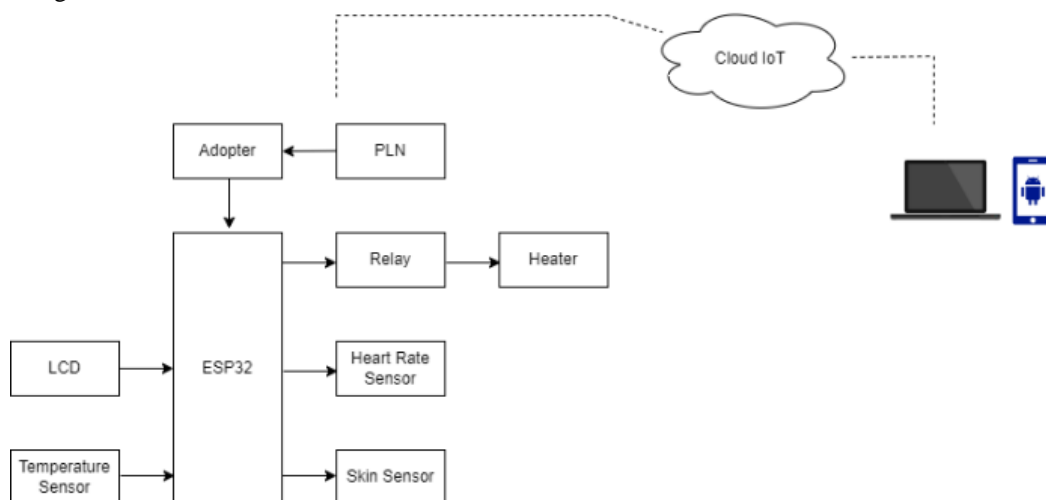 Cloud IoT
Adopter
PLN
Relay
Heater
LCD
ESP32
Heart Rate
Sensor
Temperature
Sensor
Skin Sensor